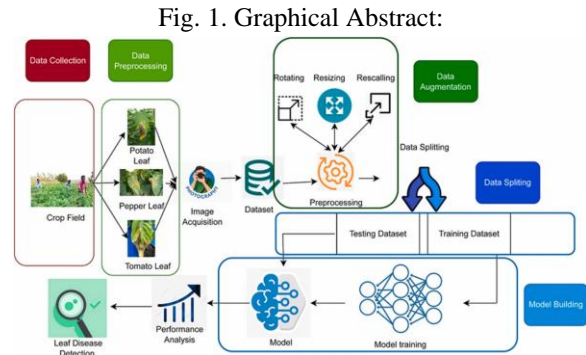 Fig. 1. Graphical Abstract:
Data Collection
Data
Preprocessing
Rotating
Resizing
Rescalling
Data
Augmentation
Potato
Leaf
Pepper Leaf
Tomato Leaf
Crop Field
PHOTOGRAPHY
Image
Acquisition
Dataset
Preprocessing
Data Splitting
Data Spliting
Testing Dataset
Training Dataset
Model Building
Leaf Disease
Detection
Performance
Analysis
Model
Model training